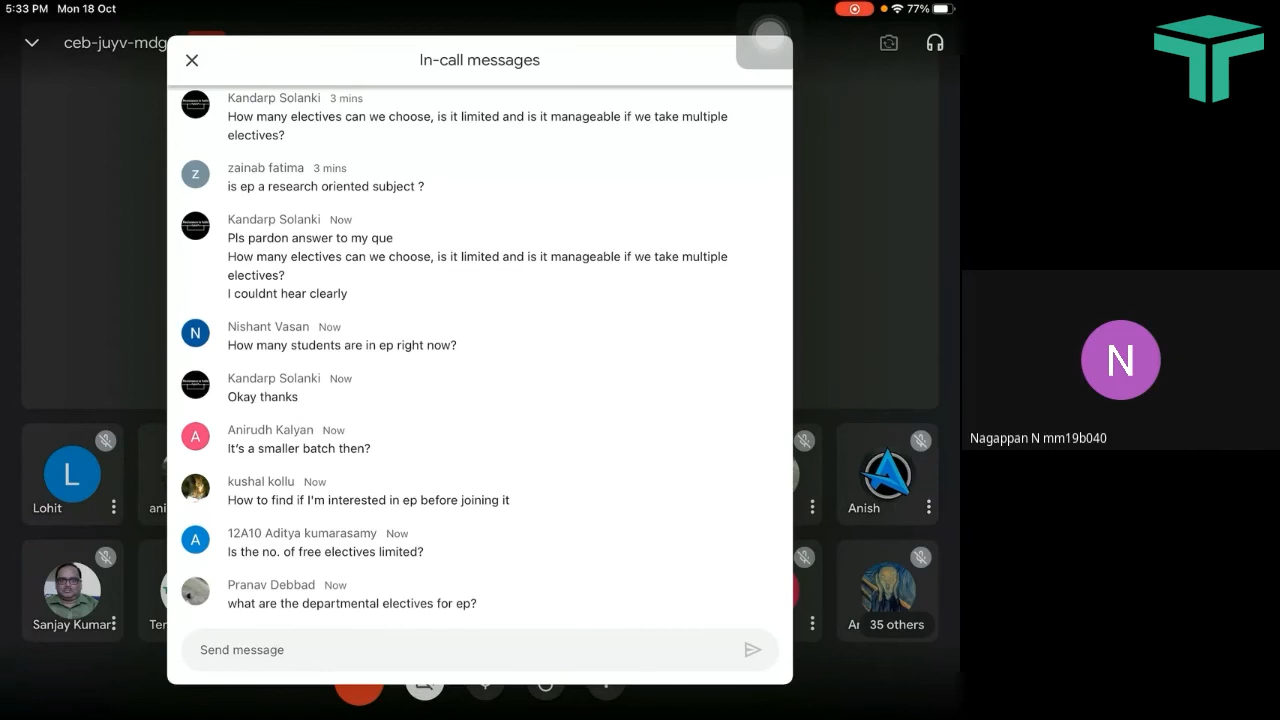 5:33 PM Mon 18 Oct
77%
ceb-juyv-mdg
In-call messages
Kandarp Solanki 3 mins
How many electives can we choose, is it limited and is it manageable if we take multiple
electives?
z
zainab fatima 3 mins
is ep a research oriented subject ?
Kandarp Solanki Now
Pls pardon answer to my que
How many electives can we choose, is it limited and is it manageable if we take multiple
electives?
I couldnt hear clearly
N
Nishant Vasan Now
How many students are in ep right now?
Kandarp Solanki Now
Okay thanks
A
Anirudh Kalyan Now
It's a smaller batch then?
kushal kollu Now
How to find if I'm interested in ep before joining it
A
12A10 Aditya kumarasamy Now
Is the no. of free electives limited?
Pranav Debbad Now
what are the departmental electives for ep?
Send message
L
Lohit
ani
Anish
Sanjay Kumar
Ter
35 others
N
Nagappan N mm19b040